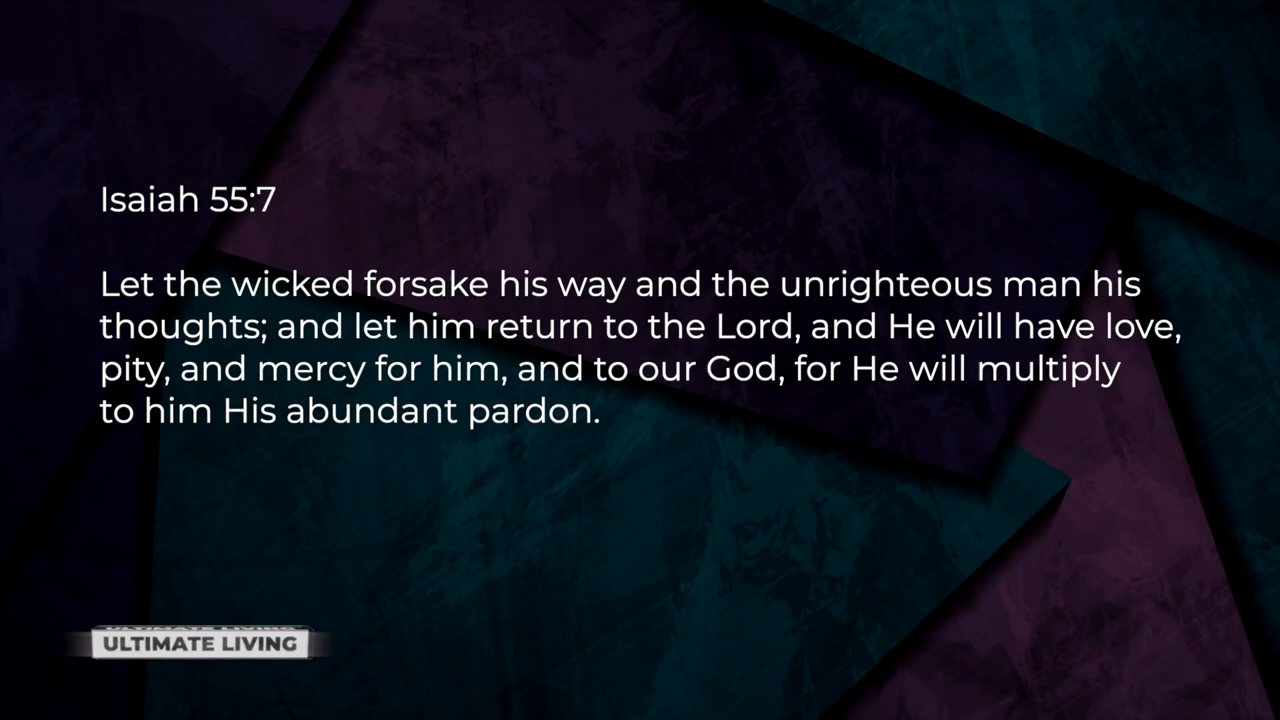 Isaiah 55:7
Let the wicked forsake his way and the unrighteous man his
thoughts; and let him return to the Lord, and He will have love,
pity, and mercy for him, and to our God, for He will multiply
to him His abundant pardon.
ULTIMATE LIVING